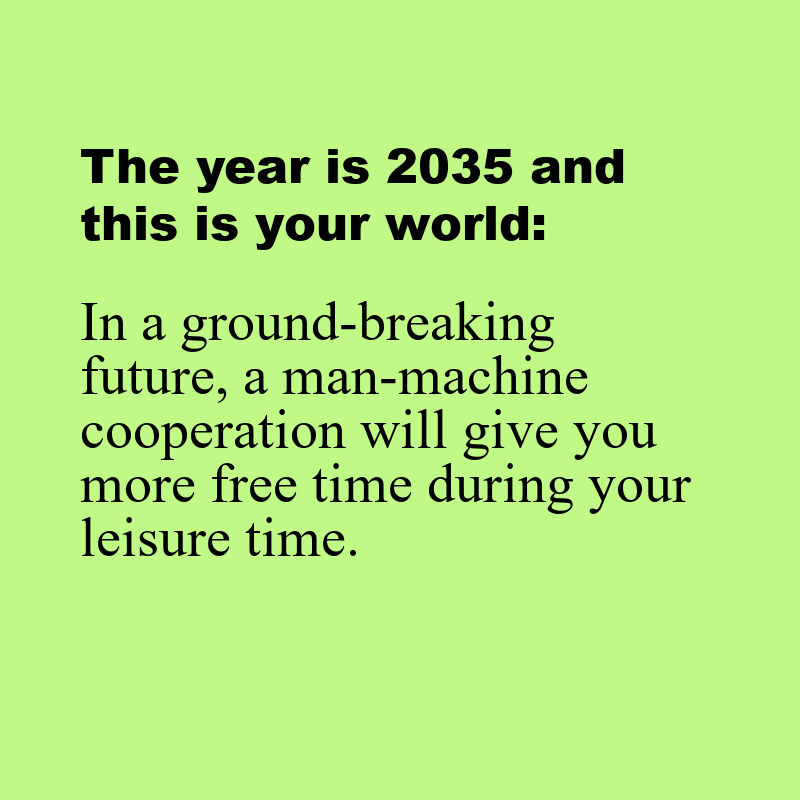 The year is 2035 and
this is your world:
In a ground-breaking
future, a man-machine
cooperation will give you
more free time during your
leisure time.